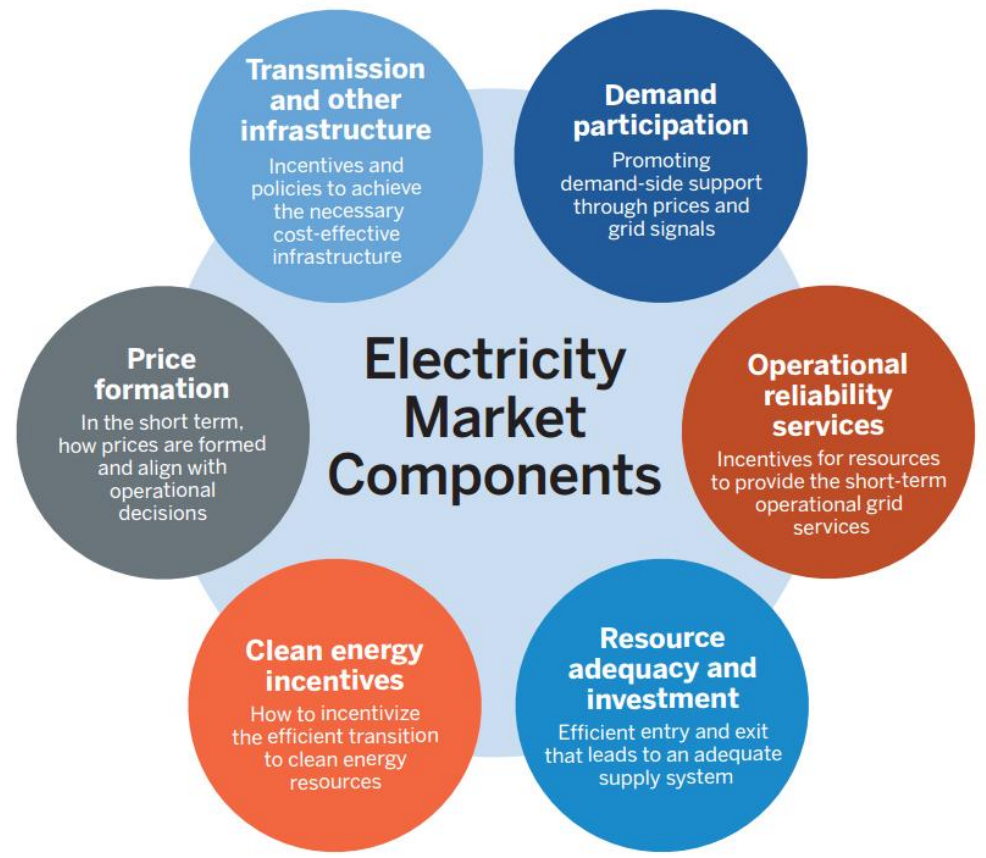 Transmission
and other
infrastructure
Incentives and
policies to achieve
the necessary
cost-effective
infrastructure
Demand
participation
Promoting
demand-side support
through prices and
grid signals
Price
formation
In the short term,
how prices are formed
and align with
operational
decisions
Electricity
Market
Components
Operational
reliability
services
Incentives for resources
to provide the short-term
operational grid
services
Clean energy
incentives
How to incentivize
the efficient transition
to clean energy
resources
Resource
adequacy and
investment
Efficient entry and exit
that leads to an adequate
supply system